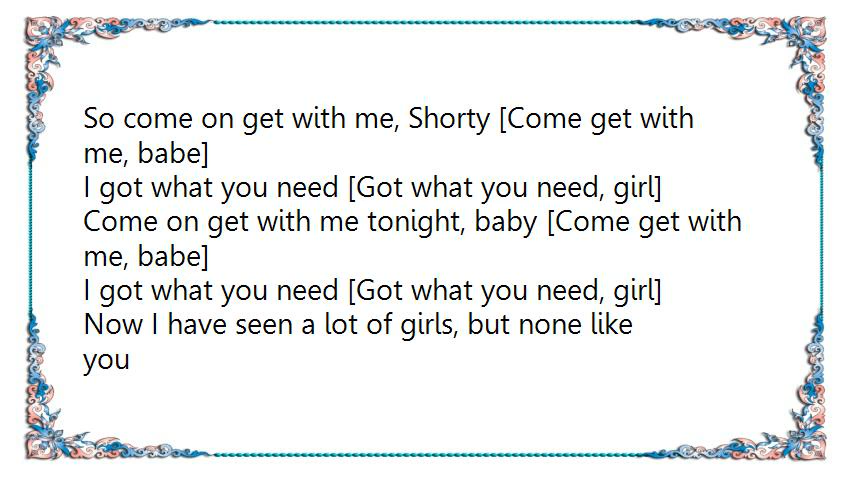 So come on get with me, Shorty [Come get with
me, babe]
I got what you need [Got what you need, girl]
Come on get with me tonight, baby [Come get with
me, babe]
I got what you need [Got what you need, girl]
Now I have seen a lot of girls, but none like
you